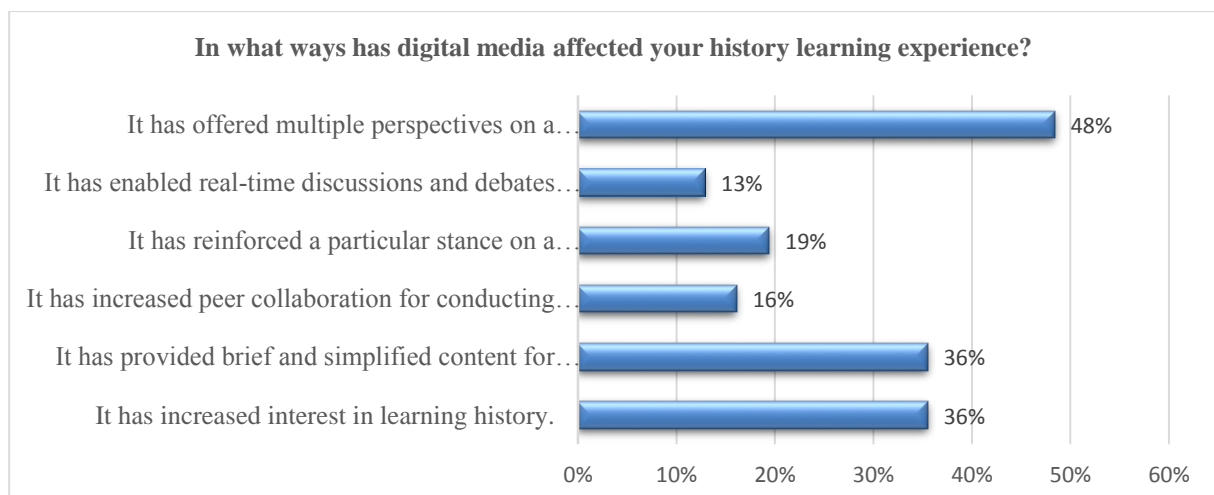 In what ways has digital media affected your history learning experience?
It has offered multiple perspectives on a… 48%
It has enabled real-time discussions and debates… 13%
It has reinforced a particular stance on a… 19%
It has increased peer collaboration for conducting… 16%
It has provided brief and simplified content for… 36%
It has increased interest in learning history. 36%
0% 10% 20% 30% 40% 50% 60%